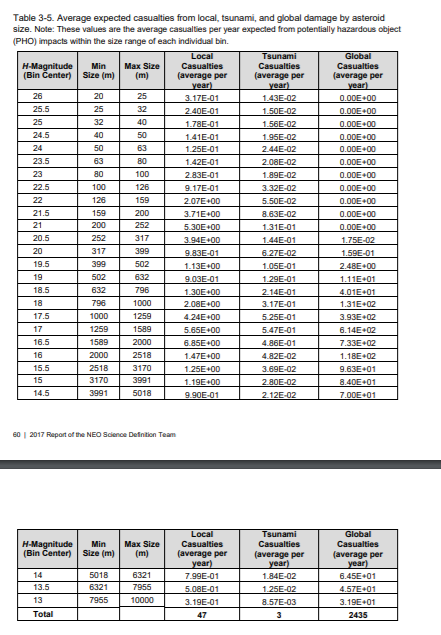 Table 3-5. Average expected casualties from local, tsunami, and global damage by asteroid
size. Note: These values are the average casualties per year expected from potentially hazardous object
(PHO) impacts within the size range of each individual bin.
H-Magnitude (Bin Center) Min Size (m) Max Size (m) Local Casualties (average per year) Tsunami Casualties (average per year) Global Casualties (average per year)
26 20 25 3.17E-01 1.43E-02 0.00E+00
25.5 25 32 2.40E-01 1.50E-02 0.00E+00
25 32 40 1.78E-01 1.56E-02 0.00E+00
24.5 40 50 1.41E-01 1.95E-02 0.00E+00
24 50 63 1.25E-01 2.44E-02 0.00E+00
23.5 63 80 1.42E-01 2.08E-02 0.00E+00
23 80 100 2.83E-01 1.89E-02 0.00E+00
22.5 100 126 9.17E-01 3.32E-02 0.00E+00
22 126 159 2.07E+00 5.50E-02 0.00E+00
21.5 159 200 3.71E+00 8.63E-02 0.00E+00
21 200 252 5.30E+00 1.31E-01 0.00E+00
20.5 252 317 3.94E+00 1.44E-01 1.75E-02
20 317 399 9.83E-01 6.27E-02 1.59E-01
19.5 399 502 1.13E+00 1.05E-01 2.48E+00
19 502 632 9.03E-01 1.29E-01 1.11E+01
18.5 632 796 1.30E+00 2.14E-01 4.01E+01
18 796 1000 2.08E+00 3.17E-01 1.31E+02
17.5 1000 1259 4.24E+00 5.25E-01 3.93E+02
17 1259 1589 5.65E+00 5.47E-01 6.14E+02
16.5 1589 2000 6.85E+00 4.86E-01 7.33E+02
16 2000 2518 1.47E+00 4.82E-02 1.18E+02
15.5 2518 3170 1.25E+00 3.69E-02 9.63E+01
15 3170 3991 1.19E+00 2.80E-02 8.40E+01
14.5 3991 5018 9.90E-01 2.12E-02 7.00E+01
60 | 2017 Report of the NEO Science Definition Team
H-Magnitude (Bin Center) Min Size (m) Max Size (m) Local Casualties (average per year) Tsunami Casualties (average per year) Global Casualties (average per year)
14 5018 6321 7.99E-01 1.84E-02 6.45E+01
13.5 6321 7955 5.08E-01 1.25E-02 4.57E+01
13 7955 10000 3.19E-01 8.57E-03 3.19E+01
Total 47 3 2435